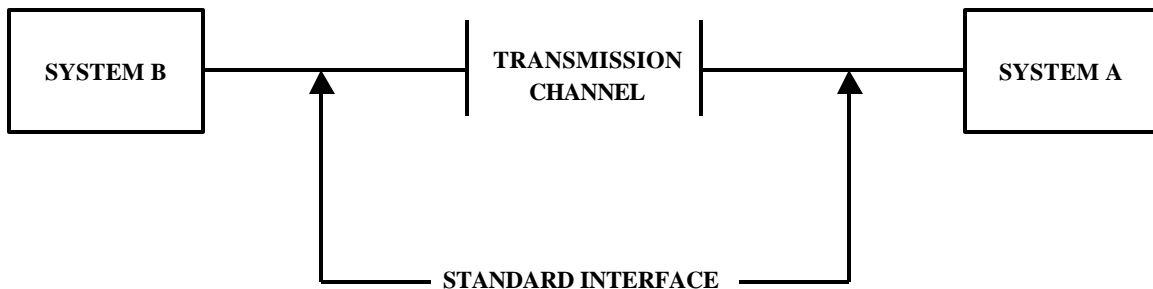 SYSTEM B
TRANSMISSION
CHANNEL
SYSTEM A
STANDARD INTERFACE